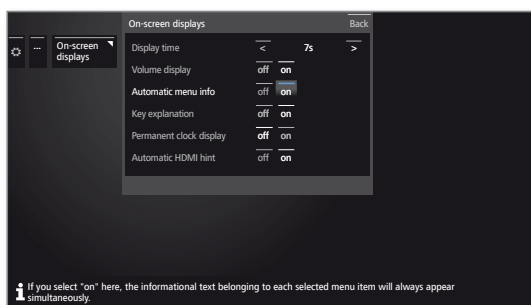 On-screen displays
Back
...
On-screen
displays
Display time < 7s >
Volume display off on
Automatic menu info off on
Key explanation off on
Permanent clock display off on
Automatic HDMI hint off on
i If you select "on" here, the informational text belonging to each selected menu item will always appear
simultaneously.